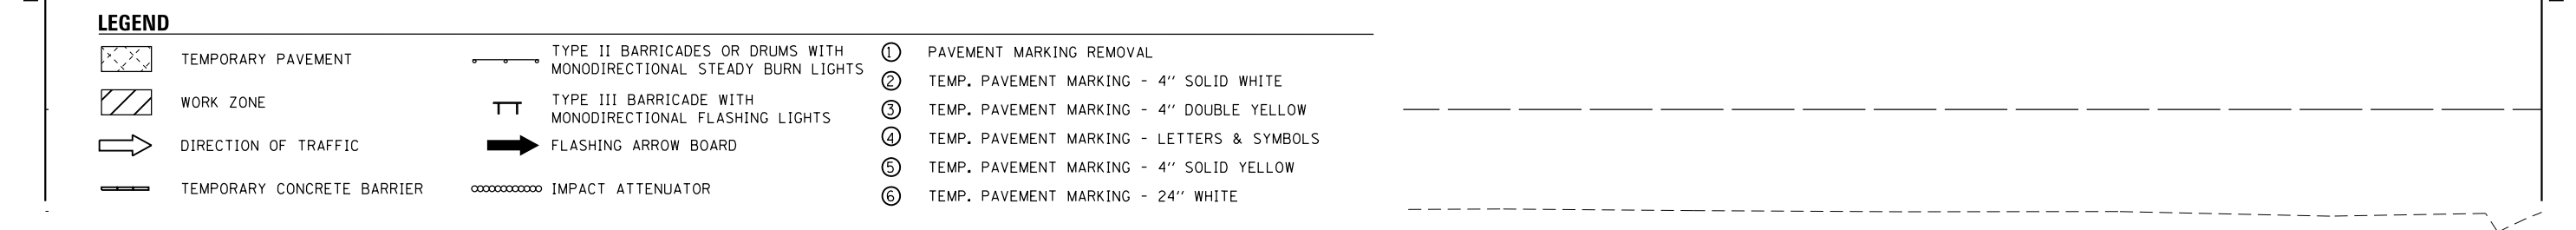 LEGEND
TEMPORARY PAVEMENT
WORK ZONE
DIRECTION OF TRAFFIC
TEMPORARY CONCRETE BARRIER
TYPE II BARRICADES OR DRUMS WITH
MONODIRECTIONAL STEADY BURN LIGHTS
TYPE III BARRICADE WITH
MONODIRECTIONAL FLASHING LIGHTS
FLASHING ARROW BOARD
IMPACT ATTENUATOR
1 PAVEMENT MARKING REMOVAL
2 TEMP. PAVEMENT MARKING - 4" SOLID WHITE
3 TEMP. PAVEMENT MARKING - 4" DOUBLE YELLOW
4 TEMP. PAVEMENT MARKING - LETTERS & SYMBOLS
5 TEMP. PAVEMENT MARKING - 4" SOLID YELLOW
6 TEMP. PAVEMENT MARKING - 24" WHITE